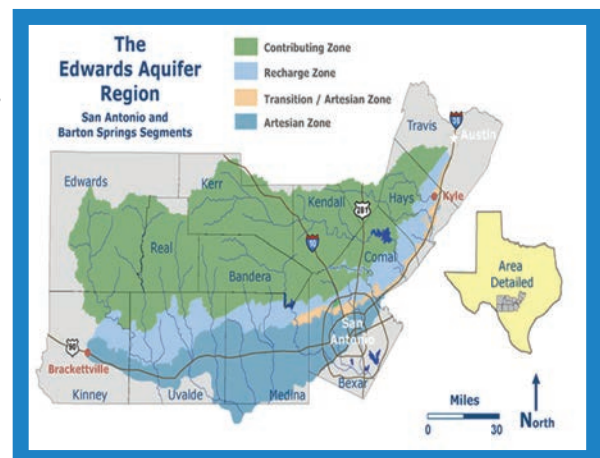 The
Edwards Aquifer
Region
San Antonio and
Barton Springs Segments
Contributing Zone
Recharge Zone
Transition / Artesian Zone
Artesian Zone
Travis
35
Austin
Edwards
Kerr
Kendall
281
Hays
Kyle
Real
10
Comal
Bandera
Area
Detailed
San
Antonio
90
Brackettville
Bexar
Kinney
Uvalde
Medina
Miles
0 30
North